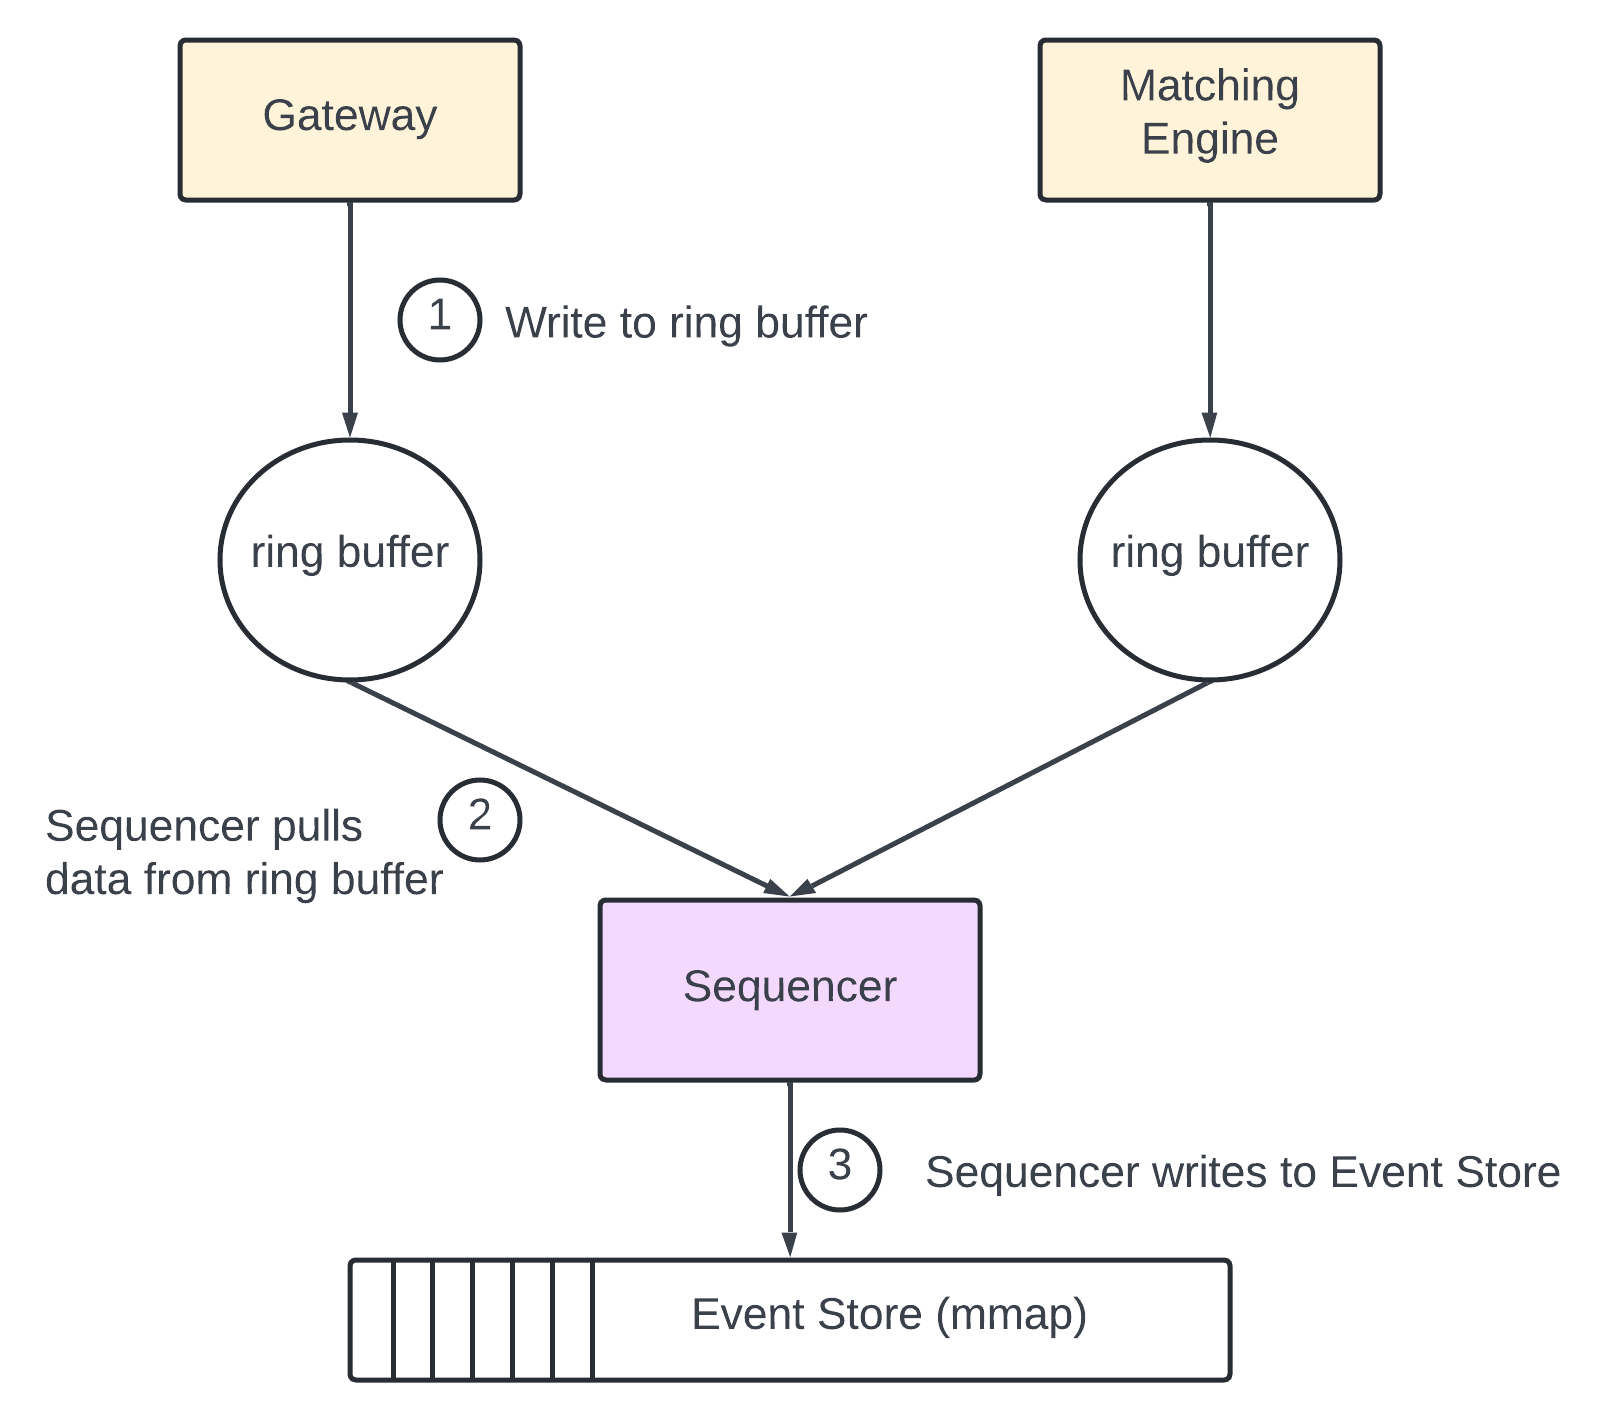 Gateway
Matching
Engine
1
Write to ring buffer
ring buffer
ring buffer
2
Sequencer pulls
data from ring buffer
Sequencer
3
Sequencer writes to Event Store
Event Store (mmap)